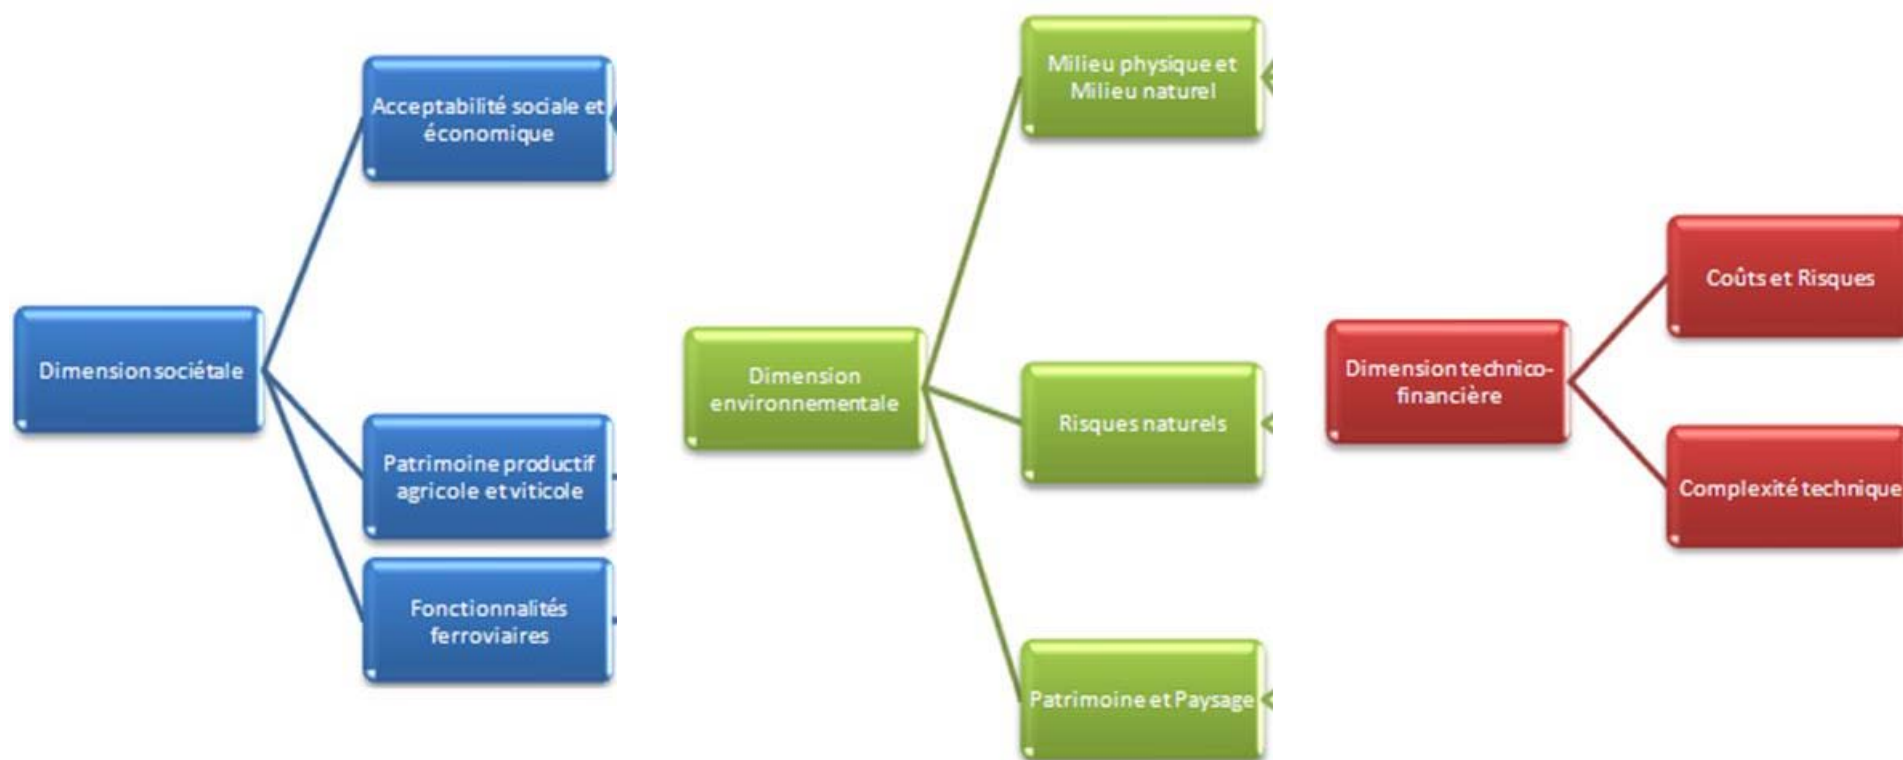 Dimension sociétale
Acceptabilité sociale et
économique
Patrimoine productif
agricole et viticole
Fonctionnalités
ferroviaires
Dimension
environnementale
Milieu physique et
Milieu naturel
Risques naturels
Patrimoine et Paysage
Dimension technico-
financière
Coûts et Risques
Complexité technique